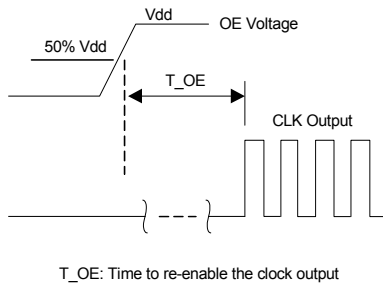 Vdd
OE Voltage
50% Vdd
T_OE
CLK Output
T_OE: Time to re-enable the clock output